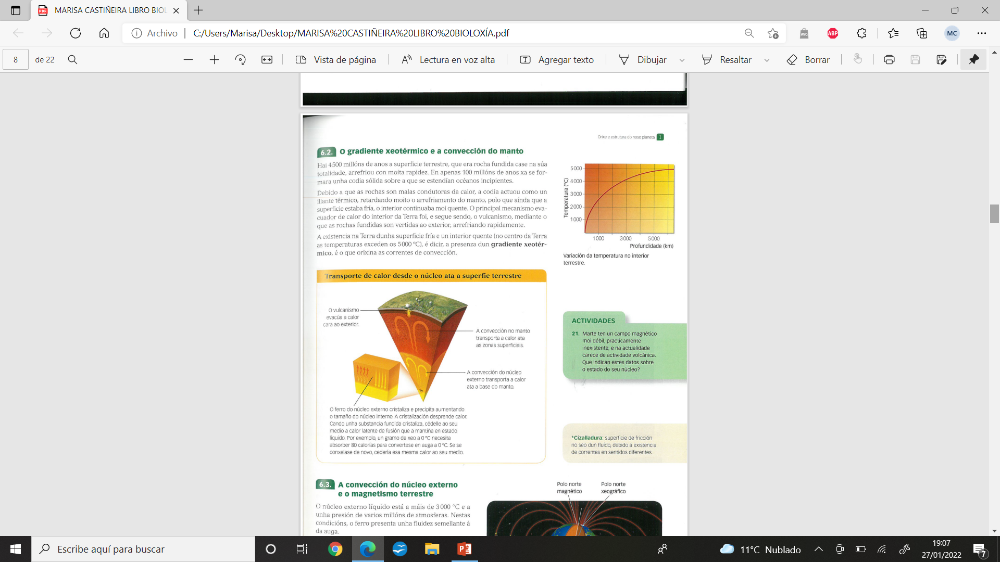 MARISA CASTIÑEIRA LIBRO BIOL
Archivo
C:/Users/Marisa/Desktop/MARISA%20CASTIÑEIRA%20LIBRO%20BIOLOXÍA.pdf
AVG
ABP
MC
8
de 22
Vista de página
Lectura en voz alta
Agregar texto
Dibujar
Resaltar
Borrar
Orixe e estrutura do noso planeta 1
6.2. O gradiente xeotérmico e a convección do manto
Hai 4500 millóns de anos a superficie terrestre, que era rocha fundida case na súa
totalidade, arrefriou con moita rapidez. En apenas 100 millóns de anos xa se for-
mara unha codia sólida sobre a que se estendían océanos incipientes.
Debido a que as rochas son malas condutoras da calor, a codia actuou como un
illante térmico, retardando moito o arrefriamento do manto, polo que aínda que a
superficie estaba fría, o interior continuaba moi quente. O principal mecanismo eva-
cuador de calor do interior da Terra foi, e segue sendo, o vulcanismo, mediante o
que as rochas fundidas son vertidas ao exterior, arrefriando rapidamente.
A existencia na Terra dunha superficie fría e un interior quente (no centro da Terra
as temperaturas exceden os 5000 ºC), é dicir, a presenza dun gradiente xeotér-
mico, é o que orixina as correntes de convección.
Temperatura (°C)
5000
4000
3000
2000
1000
1000 3000 5000
Profundidade (km)
Variación da temperatura no interior
terrestre.
Transporte de calor desde o núcleo ata a superfie terrestre
O vulcanismo
evacúa a calor
cara ao exterior.
A convección no manto
transporta a calor ata
as zonas superficiais.
A convección do núcleo
externo transporta a calor
ata a base do manto.
O ferro do núcleo externo cristaliza e precipita aumentando
o tamaño do núcleo interno. A cristalización desprende calor.
Cando unha substancia fundida cristaliza, cédelle ao seu
medio a calor latente de fusión que a mantiña en estado
líquido. Por exemplo, un gramo de xeo a 0 ºC necesita
absorber 80 calorías para convertese en auga a 0 ºC. Se se
conxelase de novo, cedería esa mesma calor ao seu medio.
ACTIVIDADES
21. Marte ten un campo magnético
moi débil, practicamente
inexistente, e na actualidade
carece de actividade volcánica.
Que indican estes datos sobre
o estado do seu núcleo?
*Cizalladura: superficie de fricción
no seo dun fluído, debido á existencia
de correntes en sentidos diferentes.
6.3. A convección do núcleo externo
e o magnetismo terrestre
O núcleo externo líquido está a máis de 3000 °C e a
unha presión de varios millóns de atmosferas. Nestas
condicións, o ferro presenta unha fluidez semellante á
da auga.
Polo norte
magnético
Polo norte
xeográfico
Escribe aquí para buscar
11°C Nublado
19:07
27/01/2022
7